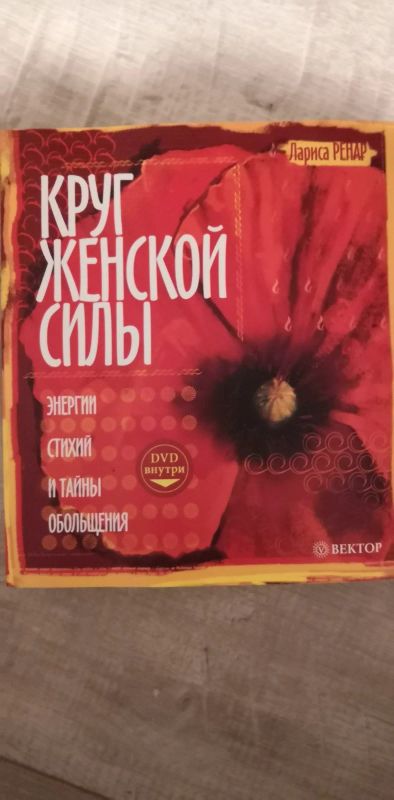 Лариса РЕНАР
КРУГ
ЖЕНСКОЙ
СИЛЫ
ЭНЕРГИИ
СТИХИЙ
И ТАЙНЫ
ОБОЛЬЩЕНИЯ
DVD
внутри
ВЕКТОР